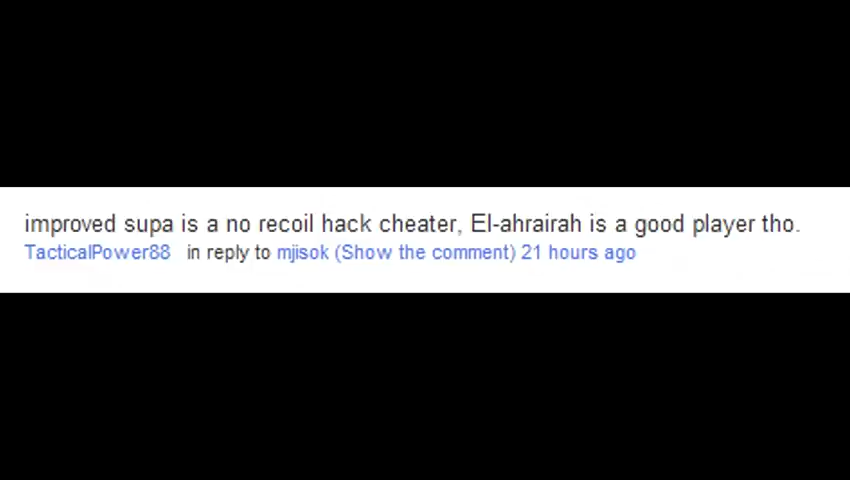 improved supa is a no recoil hack cheater, El-ahrairah is a good player tho.
TacticalPower88 in reply to mjisok (Show the comment) 21 hours ago